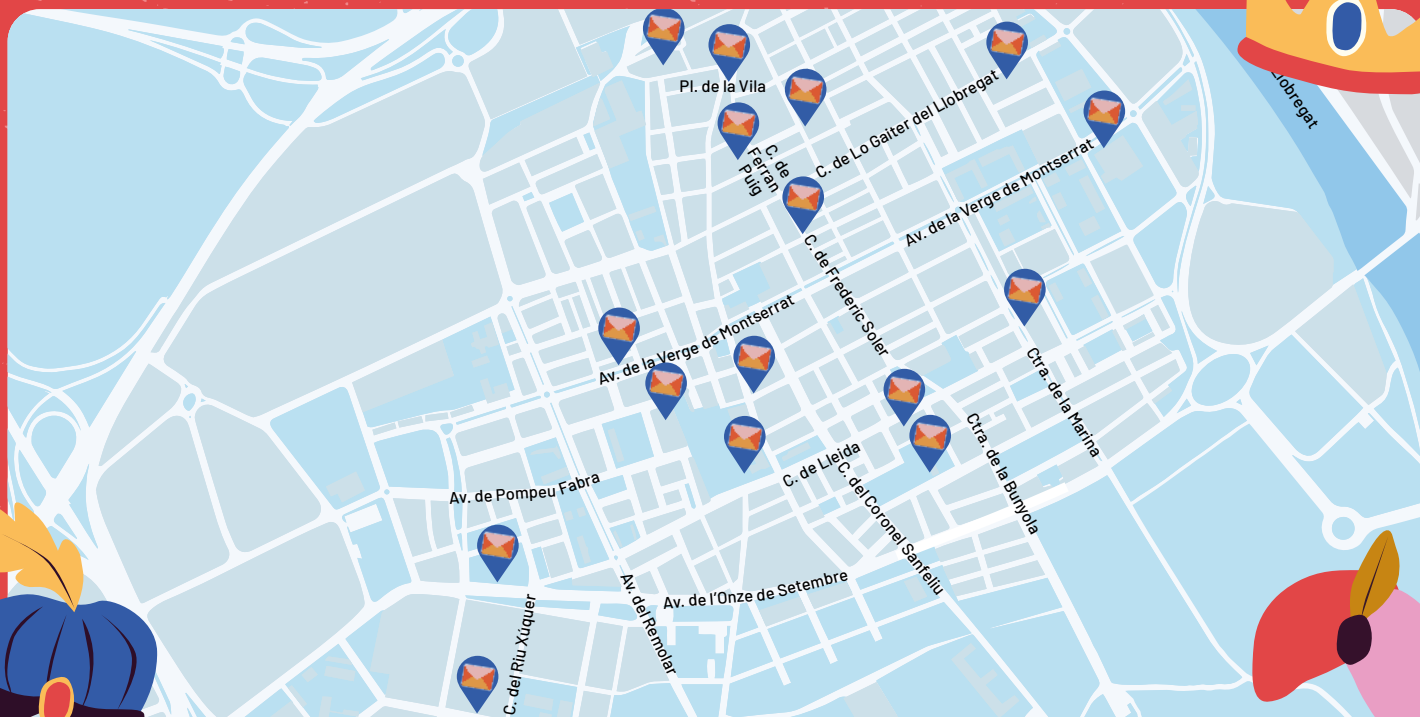 Pl. de la Vila
Llobregat
C. de Lo Gaiter del Llobregat
C. de
Ferran
Puig
Av. de la Verge de Montserrat
C. de Frederic Soler
Av. de la Verge de Montserrat
Ctra. de la Marina
Ctra. de la Bunyola
C. de Lleida
C. del Coronel Sanfeliu
Av. de Pompeu Fabra
Av. de l'Onze de Setembre
Av. del Remolar
C. del Riu Xúquer